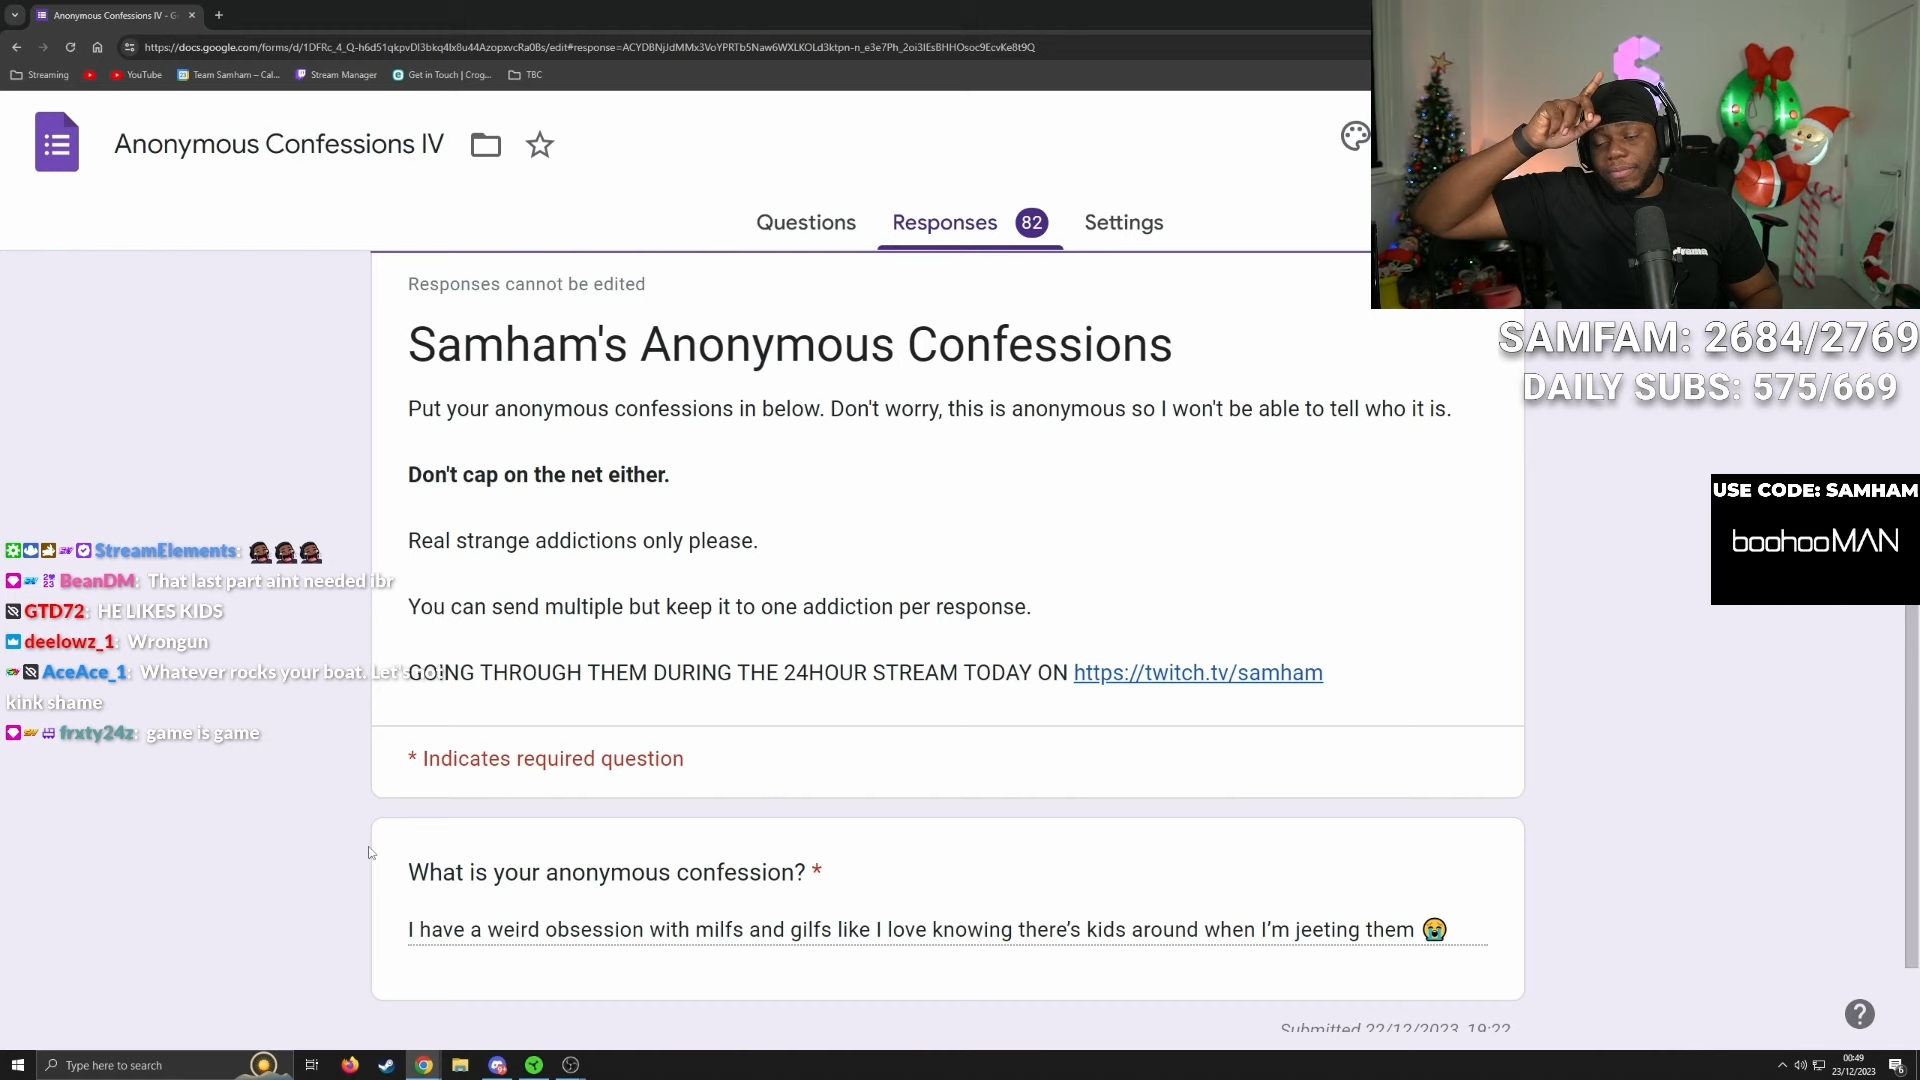 Anonymous Confessions IV - G
https://docs.google.com/forms/d/1DFRc_4_Q-h6d51qkpvDI3bkq4Ix8u44AzopxvcRa0Bs/edit#response=ACYDBNjJdMMx3VoYPRTb5Naw6WXLKOLd3ktpn-n_e3e7Ph_2oi3IEsBHHOsoc9EcvKe8t9Q
Streaming YouTube Team Samham – Cal... Stream Manager Get in Touch | Crog... TBC
Anonymous Confessions IV
Questions Responses 82 Settings
Responses cannot be edited
Samham's Anonymous Confessions
Put your anonymous confessions in below. Don't worry, this is anonymous so I won't be able to tell who it is.
Don't cap on the net either.
Real strange addictions only please.
You can send multiple but keep it to one addiction per response.
GOING THROUGH THEM DURING THE 24HOUR STREAM TODAY ON https://twitch.tv/samham
* Indicates required question
What is your anonymous confession? *
I have a weird obsession with milfs and gilfs like I love knowing there’s kids around when I’m jeeting them 😭
Submitted 22/12/2023, 19:22
StreamElements:
BeanDM: That last part aint needed ibr
GTD72: HE LIKES KIDS
deelowz_1: Wrongun
AceAce_1: Whatever rocks your boat. Let's
kink shame
frxty24z: game is game
drama
SAMFAM: 2684/2769
DAILY SUBS: 575/669
USE CODE: SAMHAM
boohooMAN
Type here to search
00:49
23/12/2023